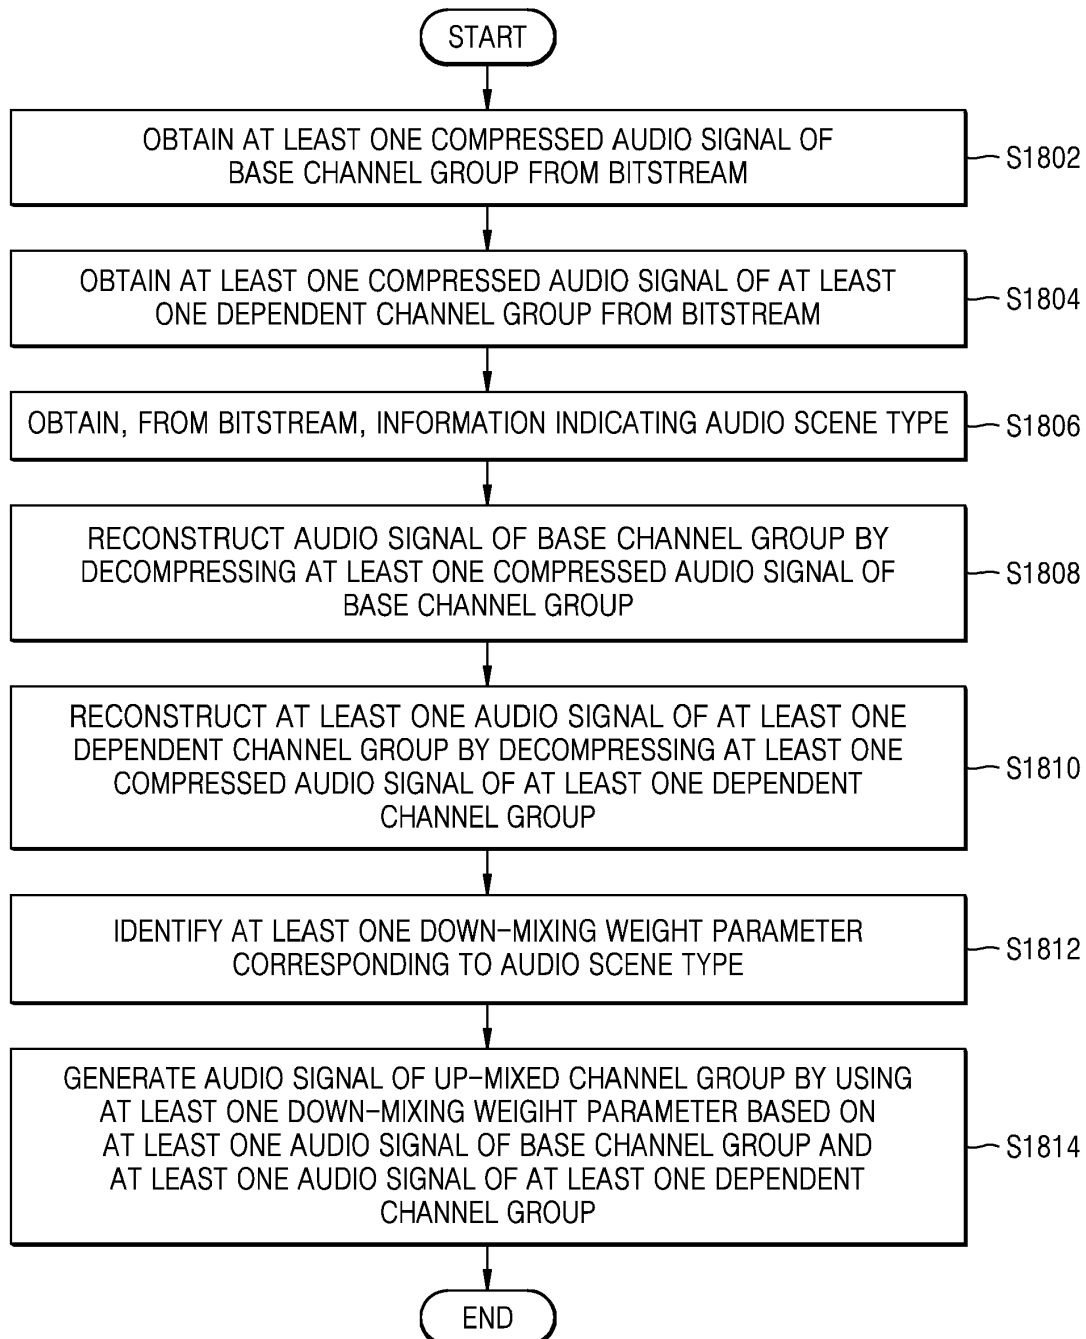 START
OBTAIN AT LEAST ONE COMPRESSED AUDIO SIGNAL OF
BASE CHANNEL GROUP FROM BITSTREAM
S1802
OBTAIN AT LEAST ONE COMPRESSED AUDIO SIGNAL OF AT LEAST
ONE DEPENDENT CHANNEL GROUP FROM BITSTREAM
S1804
OBTAIN, FROM BITSTREAM, INFORMATION INDICATING AUDIO SCENE TYPE
S1806
RECONSTRUCT AUDIO SIGNAL OF BASE CHANNEL GROUP BY
DECOMPRESSING AT LEAST ONE COMPRESSED AUDIO SIGNAL OF
BASE CHANNEL GROUP
S1808
RECONSTRUCT AT LEAST ONE AUDIO SIGNAL OF AT LEAST ONE
DEPENDENT CHANNEL GROUP BY DECOMPRESSING AT LEAST ONE
COMPRESSED AUDIO SIGNAL OF AT LEAST ONE DEPENDENT
CHANNEL GROUP
S1810
IDENTIFY AT LEAST ONE DOWN-MIXING WEIGHT PARAMETER
CORRESPONDING TO AUDIO SCENE TYPE
S1812
GENERATE AUDIO SIGNAL OF UP-MIXED CHANNEL GROUP BY USING
AT LEAST ONE DOWN-MIXING WEIGIHT PARAMETER BASED ON
AT LEAST ONE AUDIO SIGNAL OF BASE CHANNEL GROUP AND
AT LEAST ONE AUDIO SIGNAL OF AT LEAST ONE DEPENDENT
CHANNEL GROUP
S1814
END